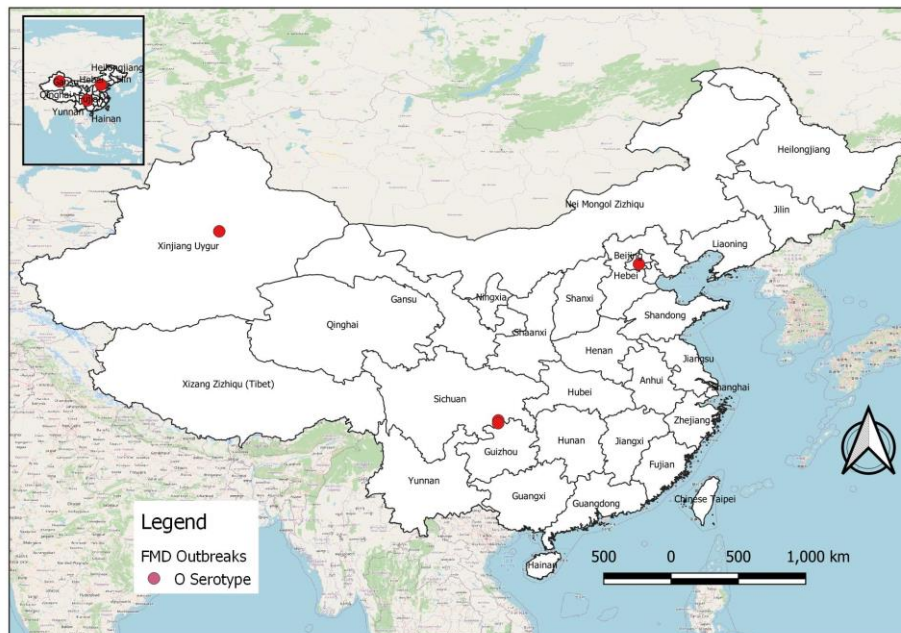 Heilongjiang
Hebei
Jilin
Qinghai
Yunnan
Hainan
Heilongjiang
Nei Mongol Zizhiqu
Jilin
Xinjiang Uygur
Liaoning
Beijing
Hebei
Gansu
Ningxia
Shanxi
Qinghai
Shandong
Shaanxi
Henan
Jiangsu
Xizang Zizhiqu (Tibet)
Anhui
Shanghai
Sichuan
Hubei
Zhejiang
Hunan
Jiangxi
Guizhou
Fujian
Yunnan
Guangxi
Guangdong
Chinese Taipei
Hainan
Legend
FMD Outbreaks
O Serotype
500 0 500 1,000 km